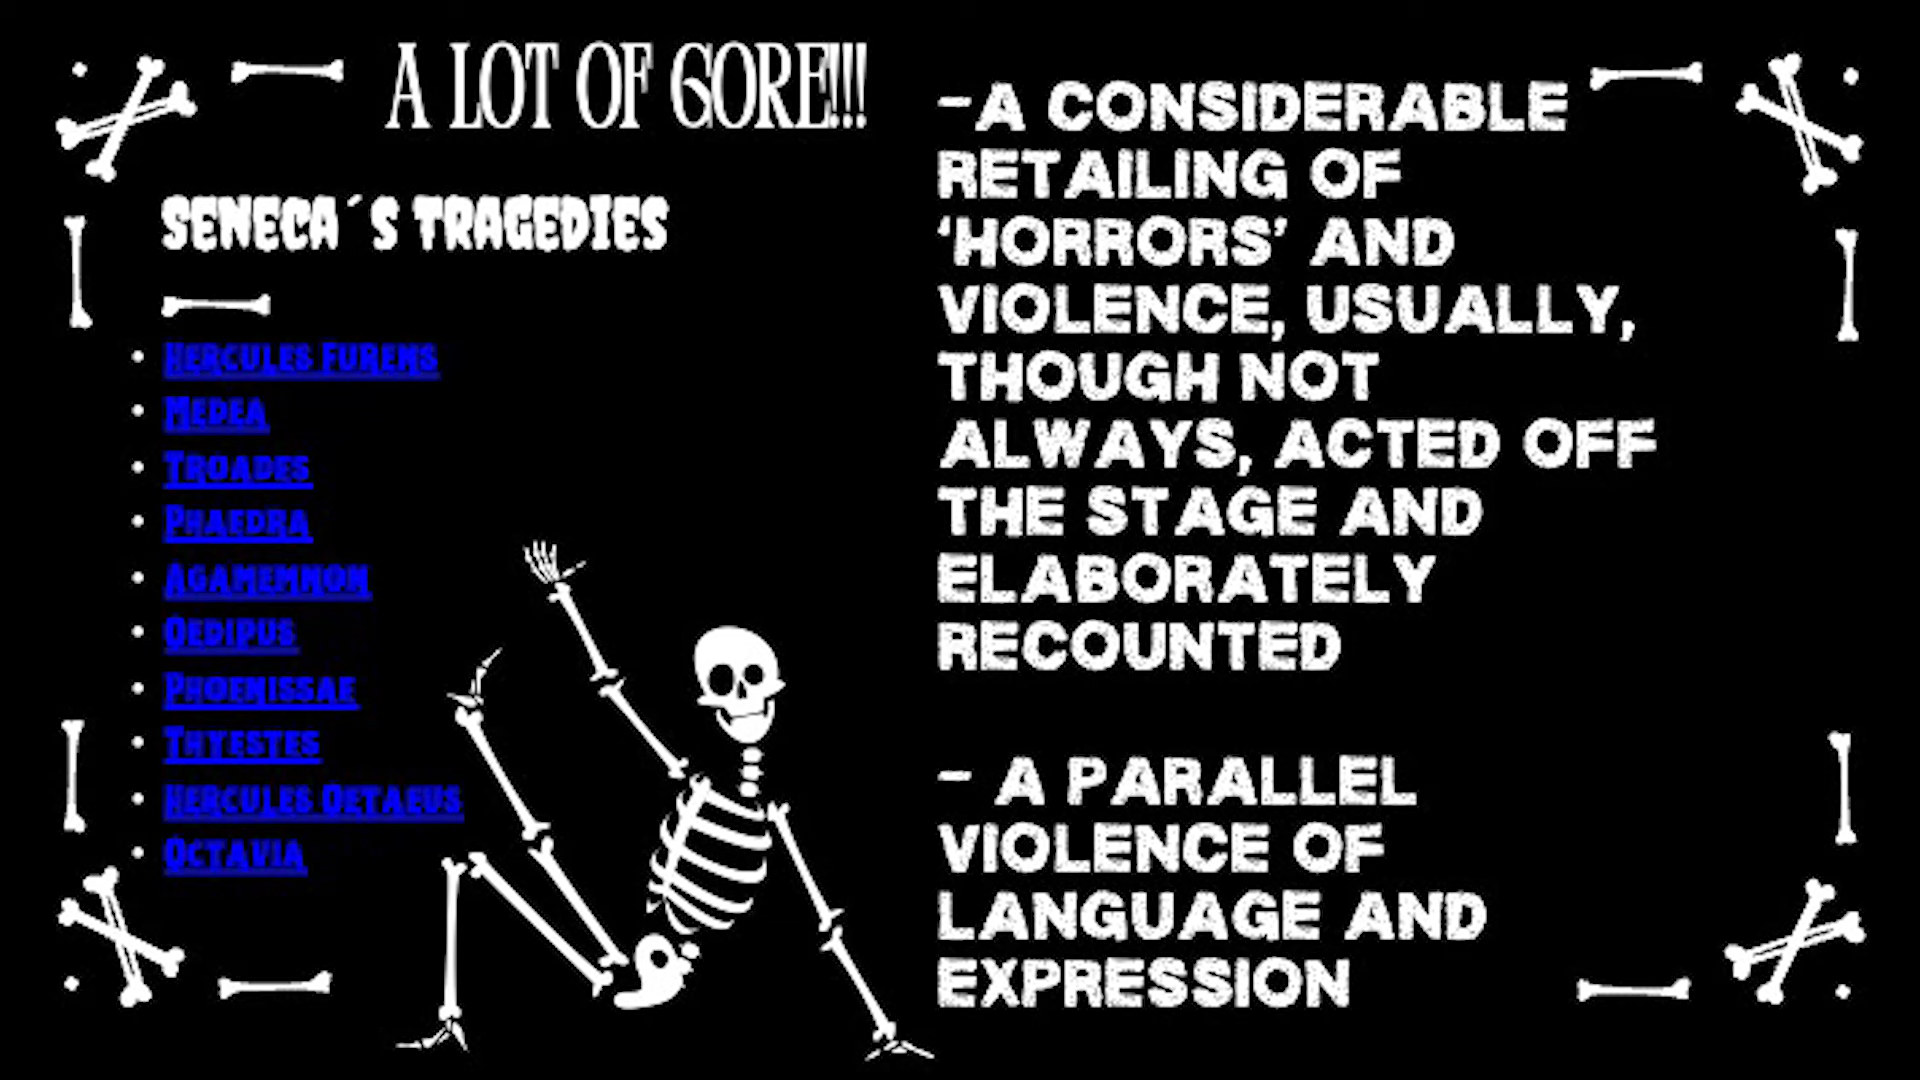 A LOT OF GORE!!!
SENECA´S TRAGEDIES
• HERCULES FURENS
• MEDEA
• TROADES
• PHAEDRA
• AGAMEMNON
• OEDIPUS
• PHOENISSAE
• THYESTES
• HERCULES OETAEUS
• OCTAVIA
–A CONSIDERABLE
RETAILING OF
‘HORRORS’ AND
VIOLENCE, USUALLY,
THOUGH NOT
ALWAYS, ACTED OFF
THE STAGE AND
ELABORATELY
RECOUNTED
– A PARALLEL
VIOLENCE OF
LANGUAGE AND
EXPRESSION